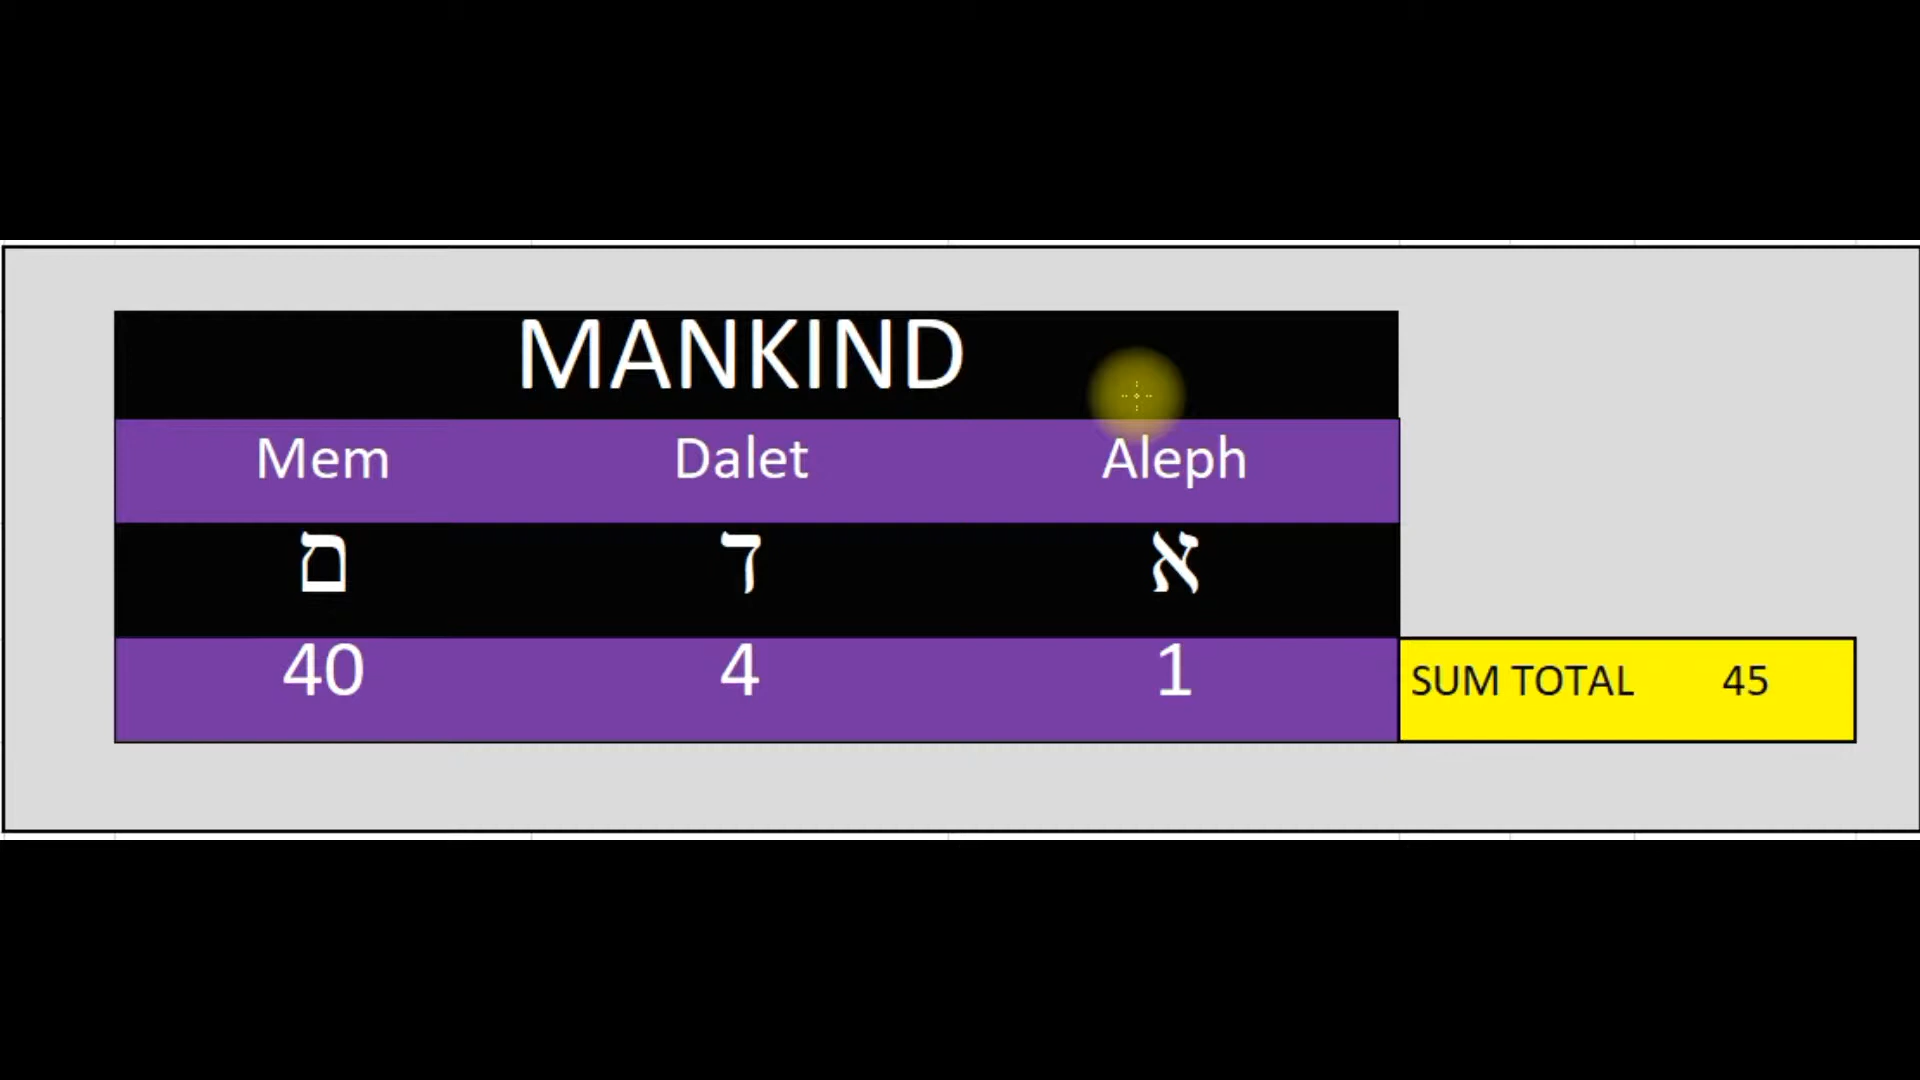 MANKIND
Mem Dalet Aleph
ם ד א
40 4 1 SUM TOTAL 45